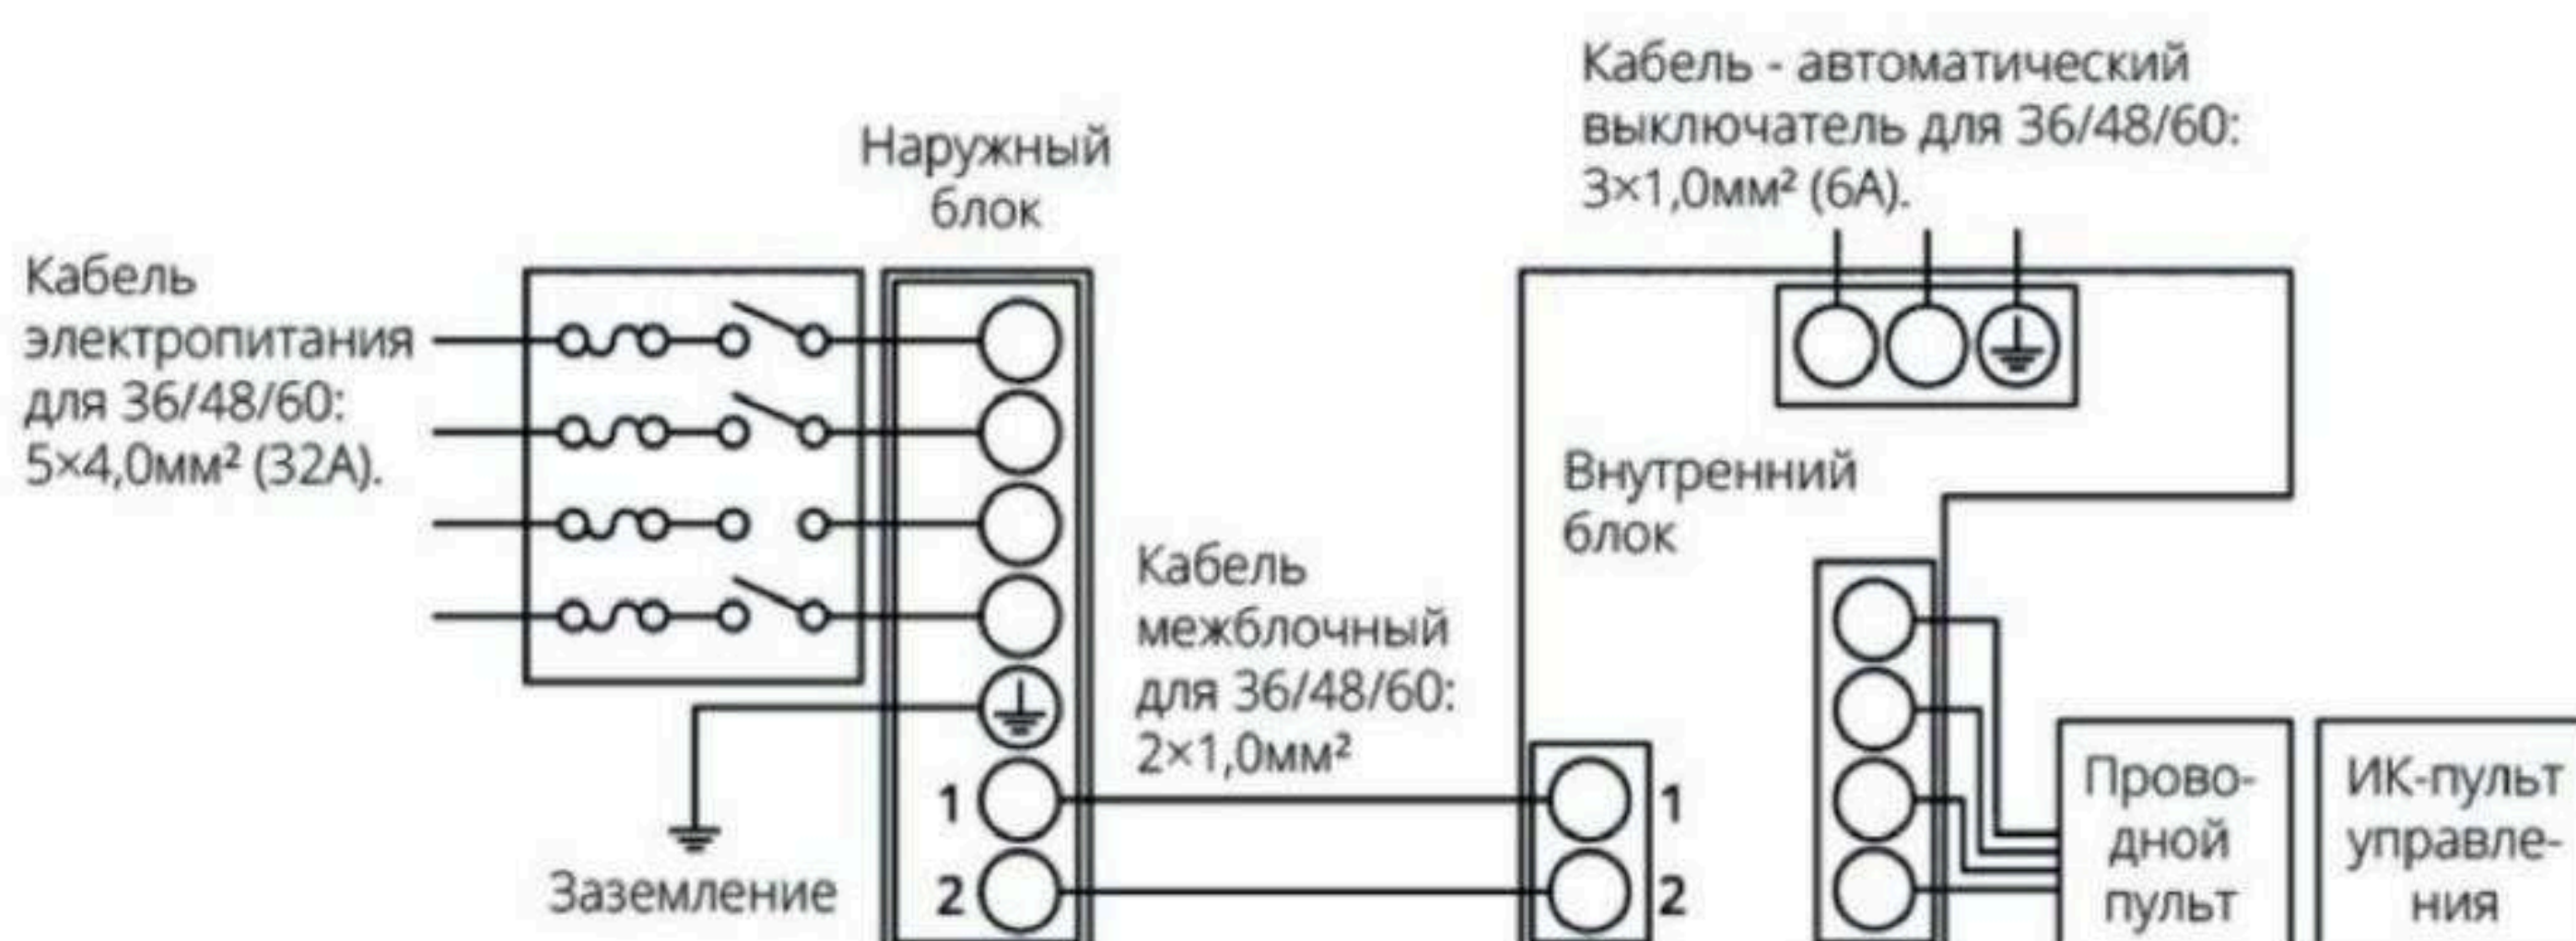 Кабель - автоматический
выключатель для 36/48/60:
3×1,0мм² (6А).
Наружный
блок
Кабель
электропитания
для 36/48/60:
5×4,0мм² (32А).
Внутренний
блок
Кабель
межблочный
для 36/48/60:
2×1,0мм²
1
2
1
2
Заземление
Прово-
дной
пульт
ИК-пульт
управле-
ния